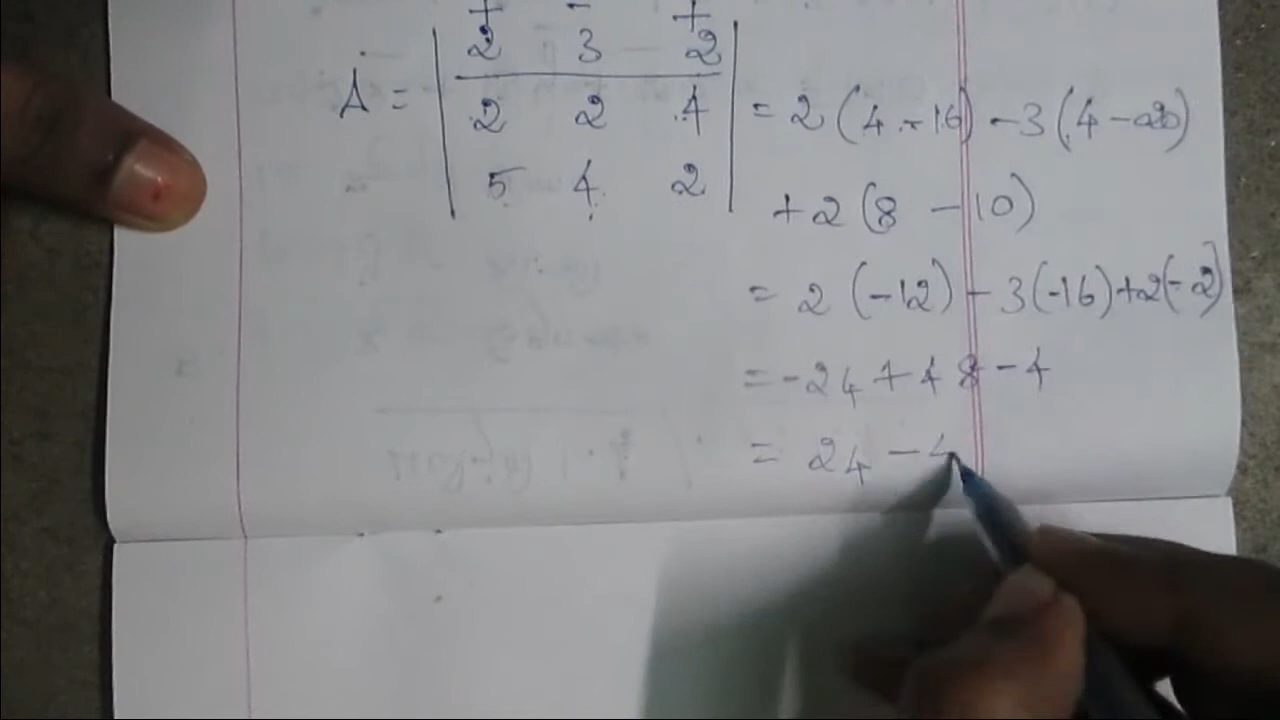 + - +
2 3 2
A = 2 2 4 = 2 (4 - 16) - 3 (4 - 20)
5 4 2
+ 2 (8 - 10)
= 2 (-12) - 3 (-16) + 2 (-2)
= -24 + 48 - 4
= 24 - 4